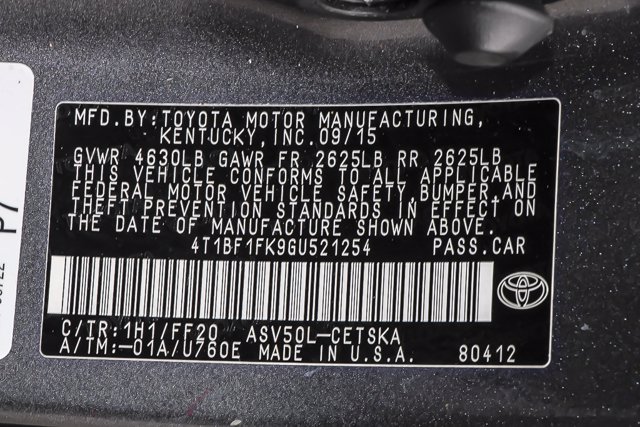 MFD.BY:TOYOTA MOTOR MANUFACTURING,
KENTUCKY,INC.09/15
GVWR 4630LB GAWR FR 2625LB RR 2625LB
THIS VEHICLE CONFORMS TO ALL APPLICABLE
FEDERAL MOTOR VEHICLE SAFETY,BUMPER,AND
THEFT PREVENTION STANDARDS IN EFFECT ON
THE DATE OF MANUFACTURE SHOWN ABOVE.
4T1BF1FK9GU521254 PASS.CAR
C/TR:1H1/FF20 ASV50L-CETSKA
A/TM:-01A/U760E MADE IN U.S.A. 80412
P7